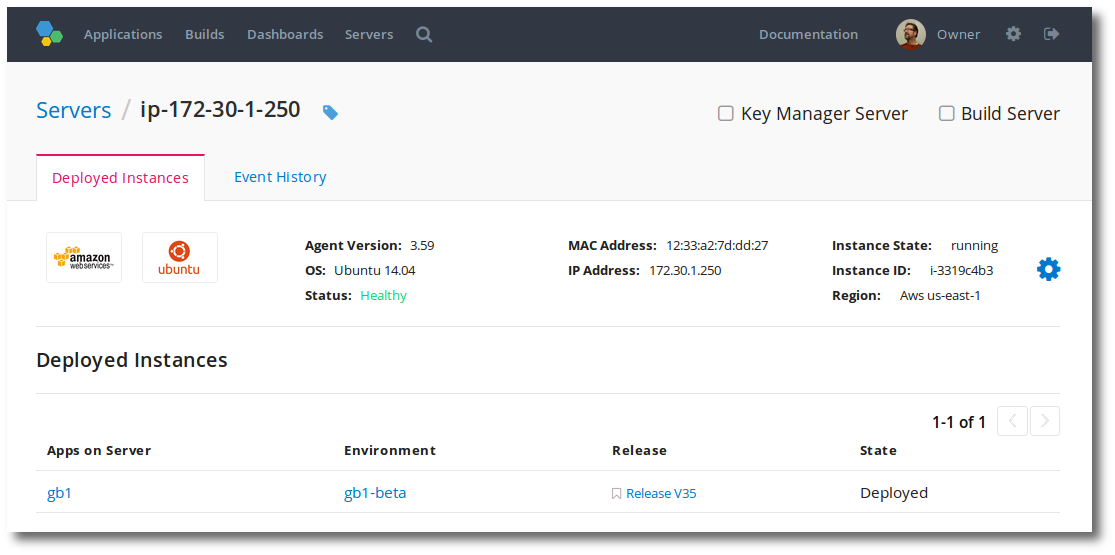 Applications Builds Dashboards Servers Documentation Owner
Servers / ip-172-30-1-250 Key Manager Server Build Server
Deployed Instances Event History
amazon
webservices™
ubuntu
Agent Version: 3.59 MAC Address: 12:33:a2:7d:dd:27 Instance State: running
OS: Ubuntu 14.04 IP Address: 172.30.1.250 Instance ID: i-3319c4b3
Status: Healthy Region: Aws us-east-1
Deployed Instances
1-1 of 1
Apps on Server Environment Release State
gb1 gb1-beta Release V35 Deployed